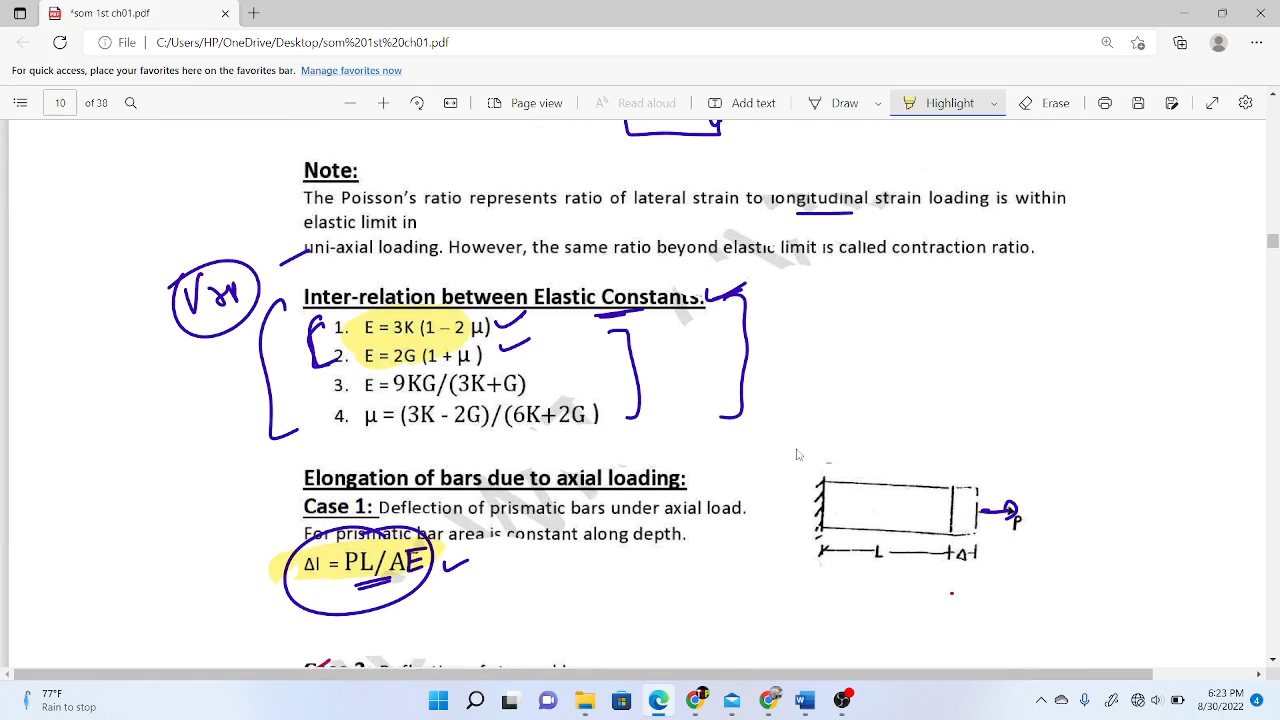 *som 1st ch01.pdf
File
C:/Users/HP/OneDrive/Documents/som%201st%20ch01.pdf
For quick access, place your favorites here on the favorites bar. Manage favorites now
10 of 38
Page view
Read aloud
Add text
Draw
Highlight
Erase
Note:
The Poisson's ratio represents ratio of lateral strain to longitudinal strain loading is within
elastic limit in
uni-axial loading. However, the same ratio beyond elastic limit is called contraction ratio.
Inter-relation between Elastic Constants:
1. E = 3K (1 – 2 μ)
2. E = 2G (1 + μ )
3. E = 9KG/(3K+G)
4. μ = (3K - 2G)/(6K+2G )
Elongation of bars due to axial loading:
Case 1: Deflection of prismatic bars under axial load.
For prismatic bar area is constant along depth.
Δl = PL/AE
P
L
Δ
77°F
Rain to stop
6:23 PM
8/30/2022
4